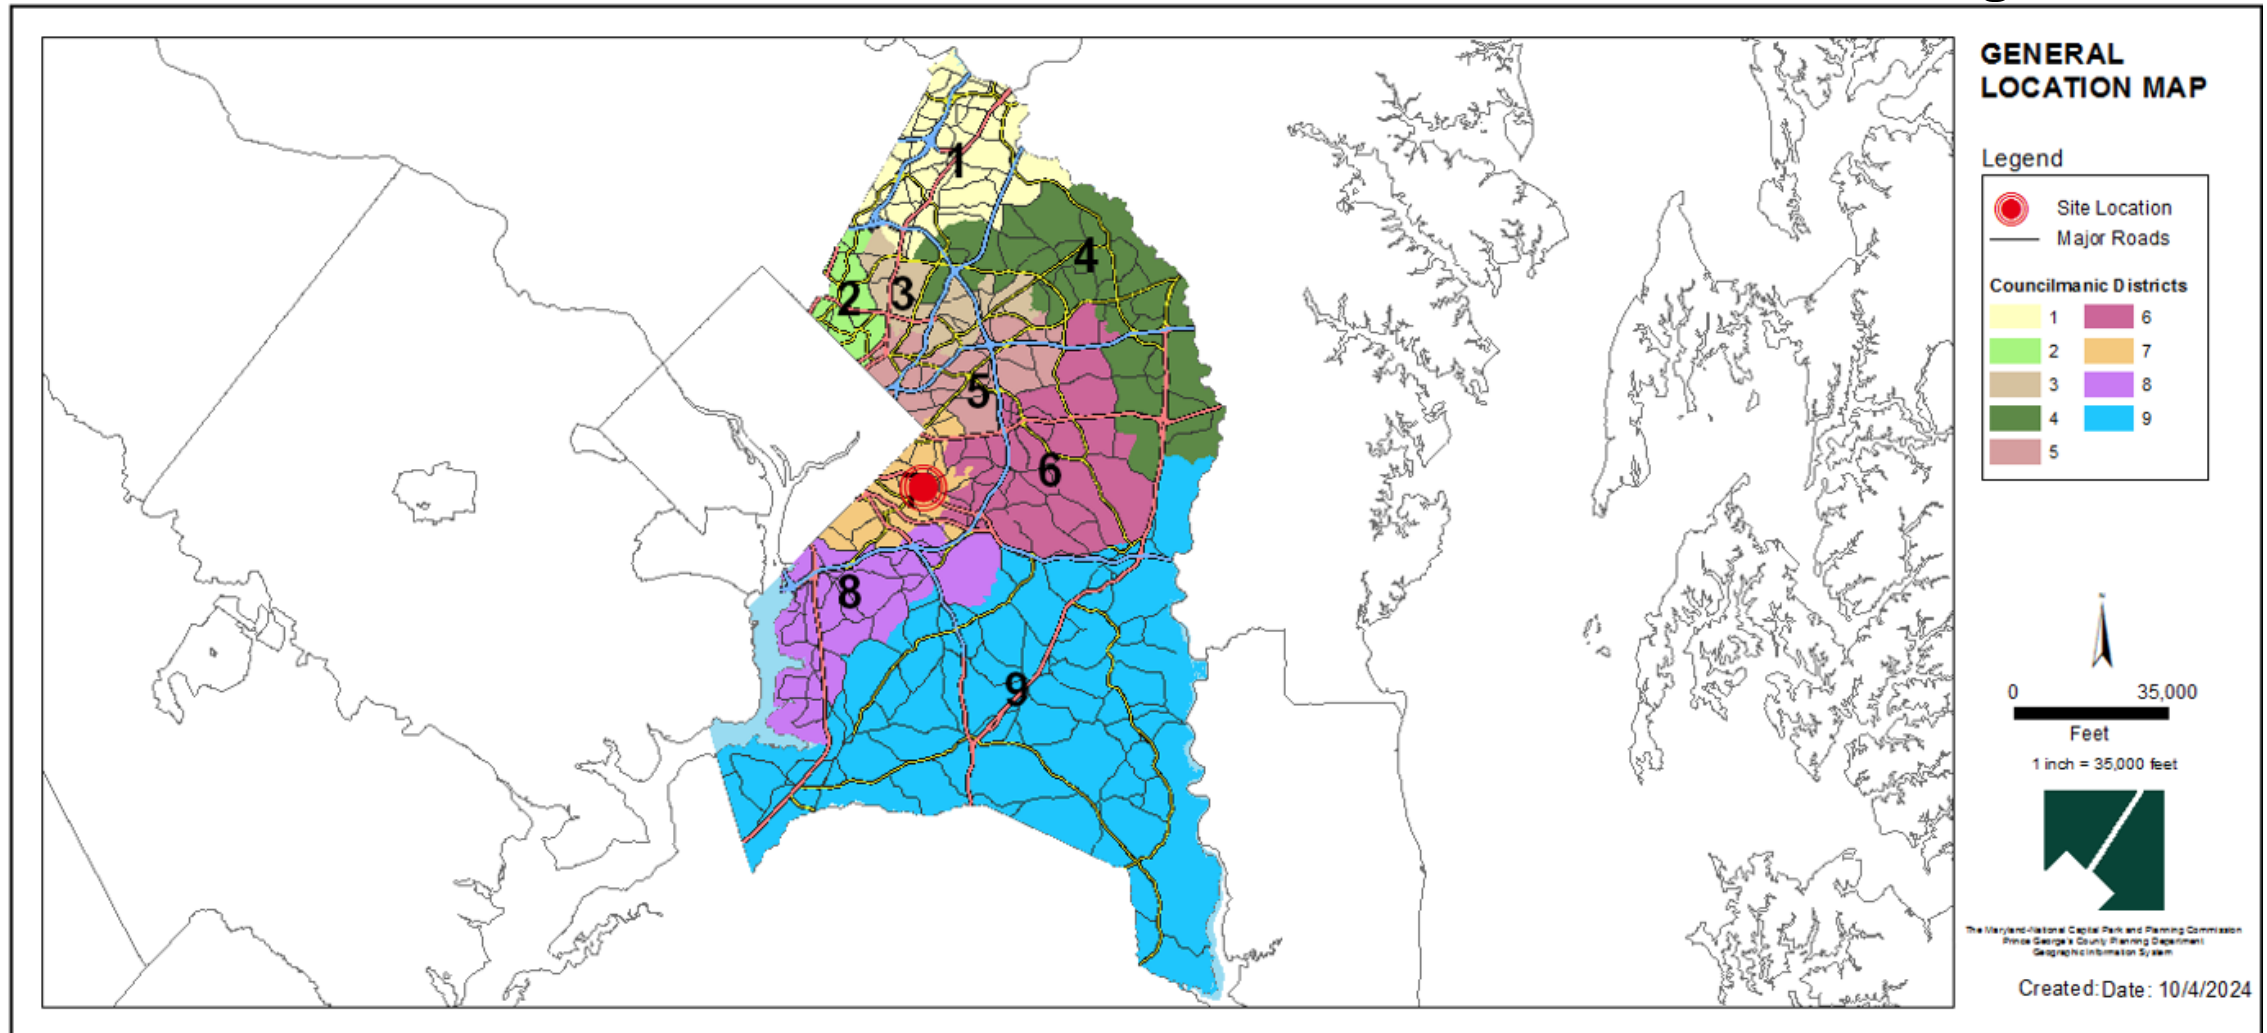 GENERAL
LOCATION MAP
Legend
Site Location
Major Roads
Councilmanic Districts
1 6
2 7
3 8
4 9
5
1
4
2
3
5
6
8
9
N
0 35,000
Feet
1 inch = 35,000 feet
The Maryland-National Capital Park and Planning Commission
Prince George's County Planning Department
Geographic Information System
Created: Date: 10/4/2024